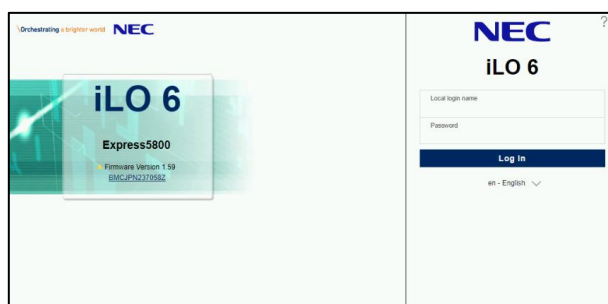 \Orchestrating a brighter world NEC
iLO 6
Express5800
Firmware Version 1.59
BMCJPN237058Z
NEC
?
iLO 6
Local login name
Password
Log In
en - English